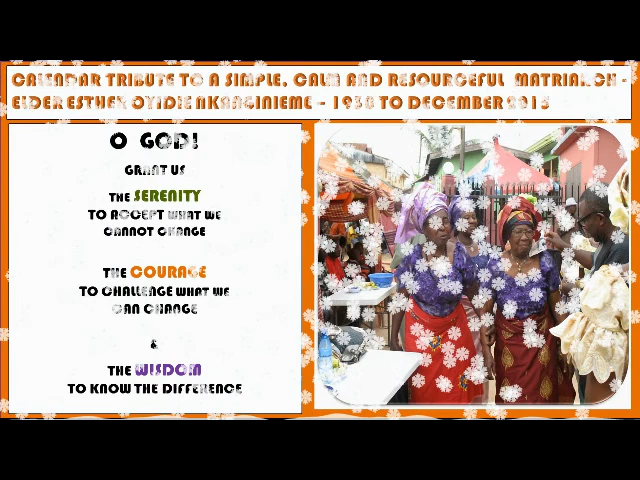 CALENDAR TRIBUTE TO A SIMPLE, CALM AND RESOURCEFUL MATRIARCH -
ELDER ESTHER OYIDIE NKANGINIEME - 1930 TO DECEMBER 2015
O GOD!
GRANT US
THE SERENITY
TO ACCEPT WHAT WE
CANNOT CHANGE
THE COURAGE
TO CHALLENGE WHAT WE
CAN CHANGE
&
THE WISDOM
TO KNOW THE DIFFERENCE